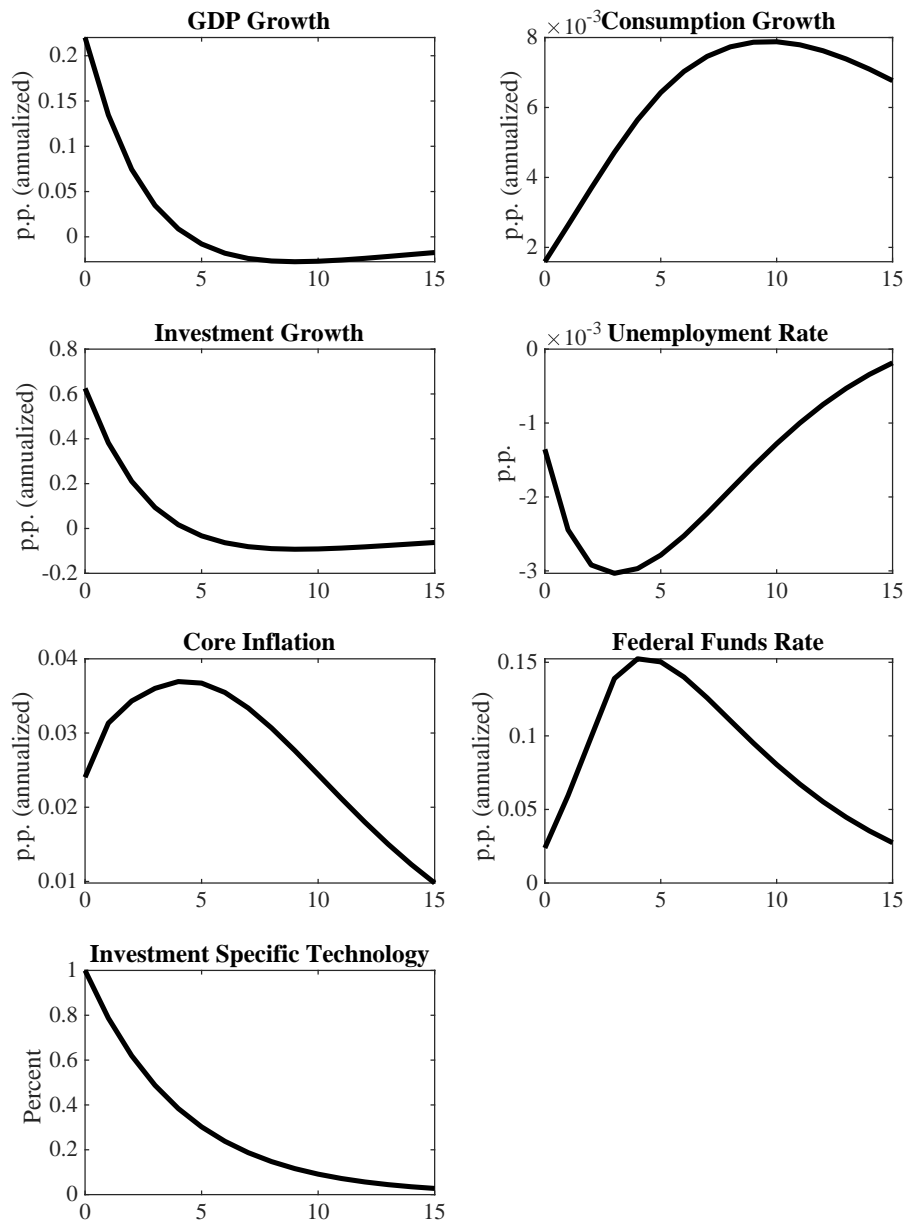 GDP Growth
p.p. (annualized)
0.2
0.15
0.1
0.05
0
0 5 10 15
×10⁻³ Consumption Growth
p.p. (annualized)
8
6
4
2
0 5 10 15
Investment Growth
p.p. (annualized)
0.8
0.6
0.4
0.2
0
-0.2
0 5 10 15
×10⁻³ Unemployment Rate
p.p.
0
-1
-2
-3
0 5 10 15
Core Inflation
p.p. (annualized)
0.04
0.03
0.02
0.01
0 5 10 15
Federal Funds Rate
p.p. (annualized)
0.15
0.1
0.05
0
0 5 10 15
Investment Specific Technology
Percent
1
0.8
0.6
0.4
0.2
0
0 5 10 15